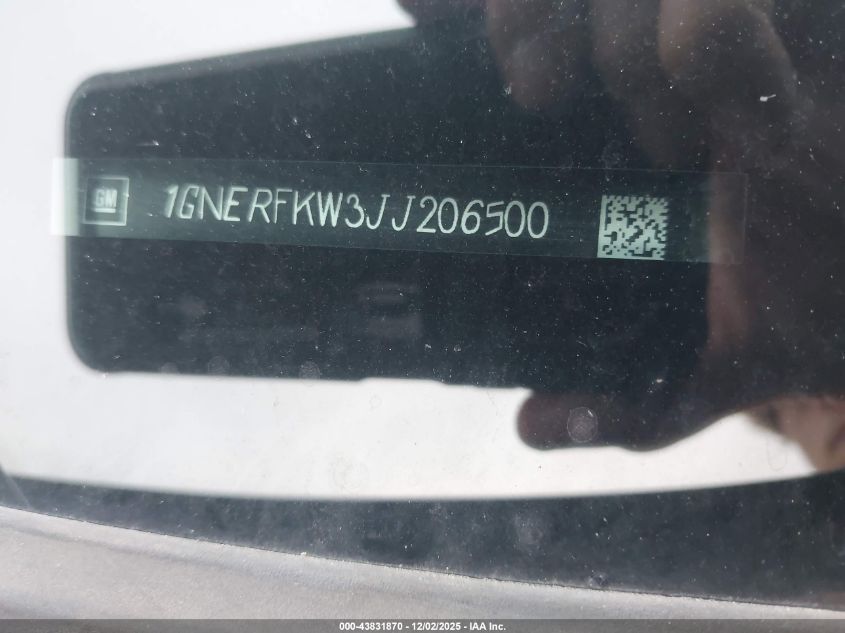 GM 1GNERFKW3JJ206500
000-43831870 - 12/02/2025 - IAA Inc.